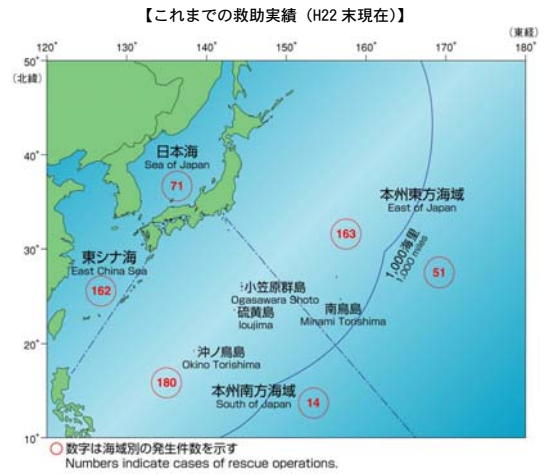 【これまでの救助実績（H22 末現在）】
(東経)
120° 130° 140° 150° 160° 170° 180°
50°
(北緯)
40°
30°
20°
10°
日本海
Sea of Japan
71
本州東方海域
East of Japan
163
1,000海里
1,000 miles
51
東シナ海
East China Sea
162
小笠原群島
Ogasawara Shoto
硫黄島
Ioujima
南鳥島
Minami Torishima
沖ノ鳥島
Okino Torishima
180
本州南方海域
South of Japan
14
数字は海域別の発生件数を示す
Numbers indicate cases of rescue operations.